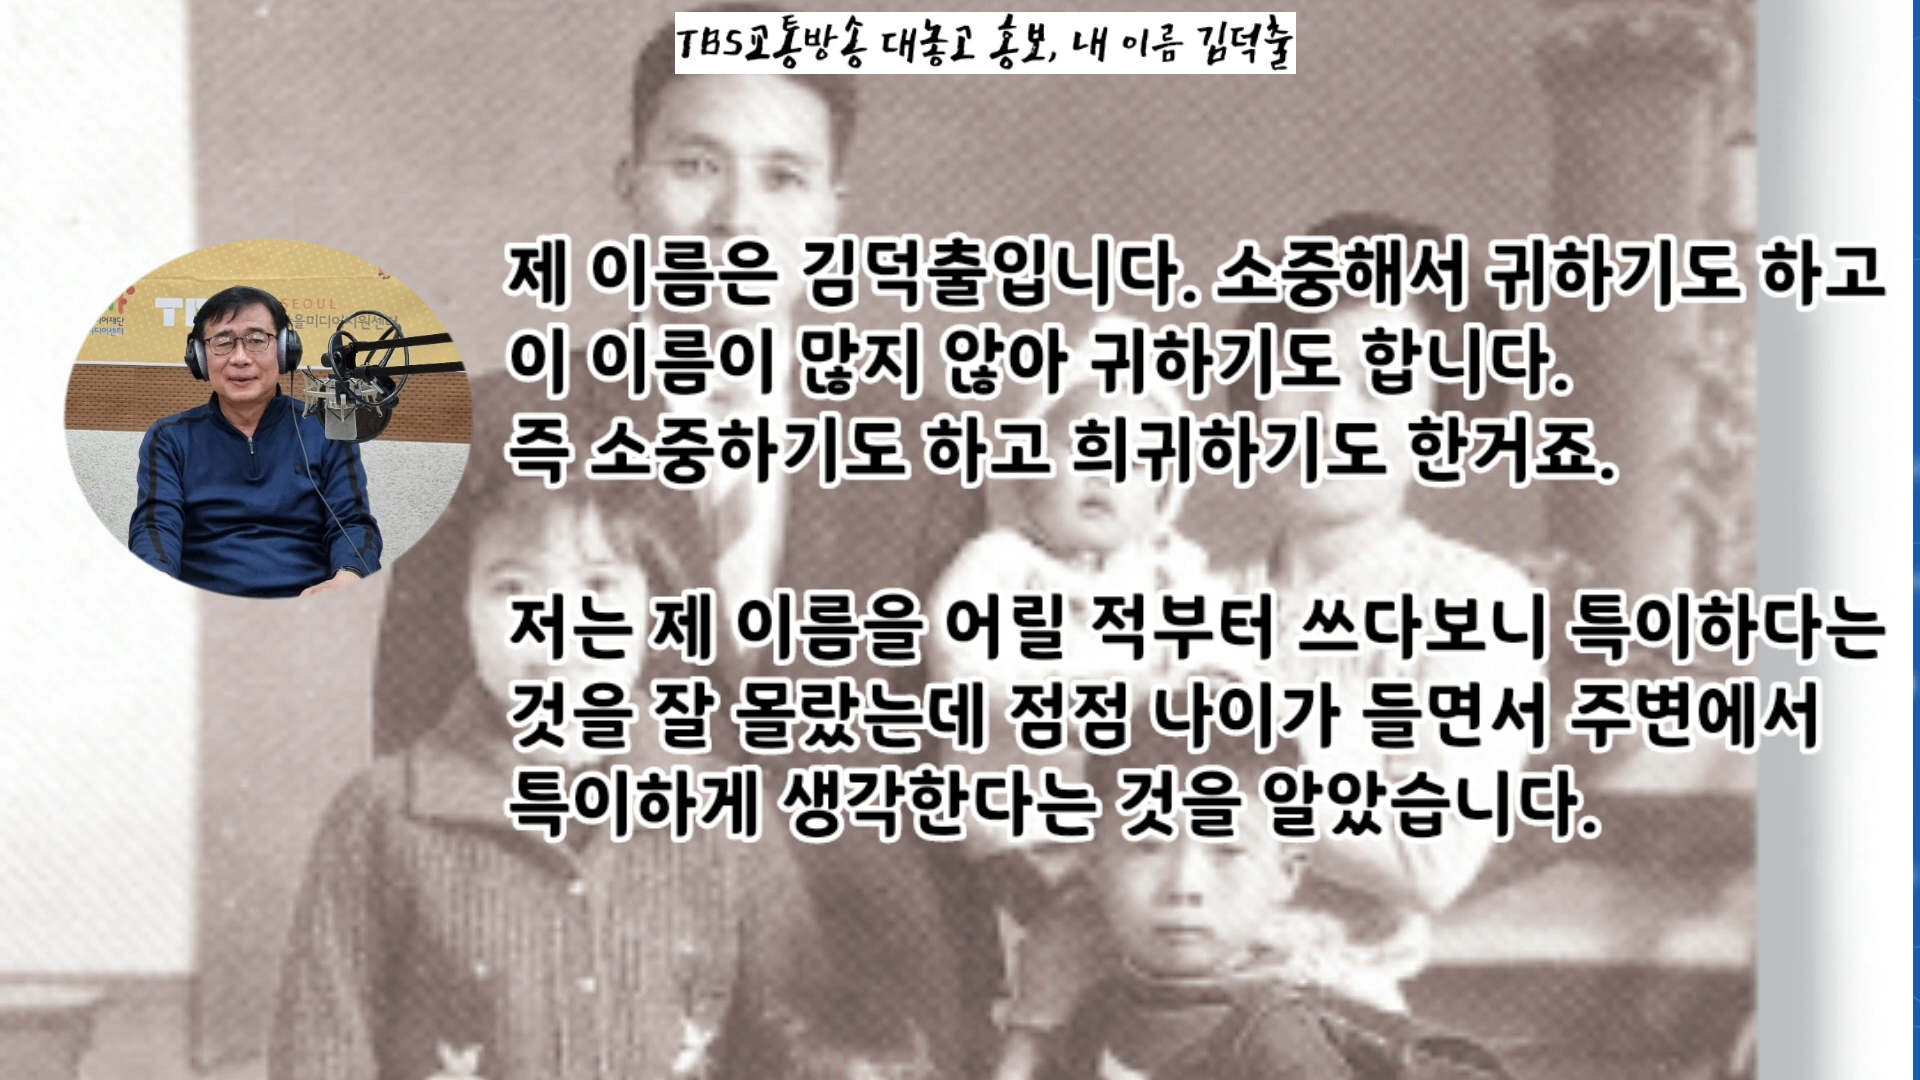 TBS교통방송 대놓고 홍보, 내 이름 김덕출
제 이름은 김덕출입니다. 소중해서 귀하기도 하고
이 이름이 많지 않아 귀하기도 합니다.
즉 소중하기도 하고 희귀하기도 한거죠.
저는 제 이름을 어릴 적부터 쓰다보니 특이하다는
것을 잘 몰랐는데 점점 나이가 들면서 주변에서
특이하게 생각한다는 것을 알았습니다.
SEOUL